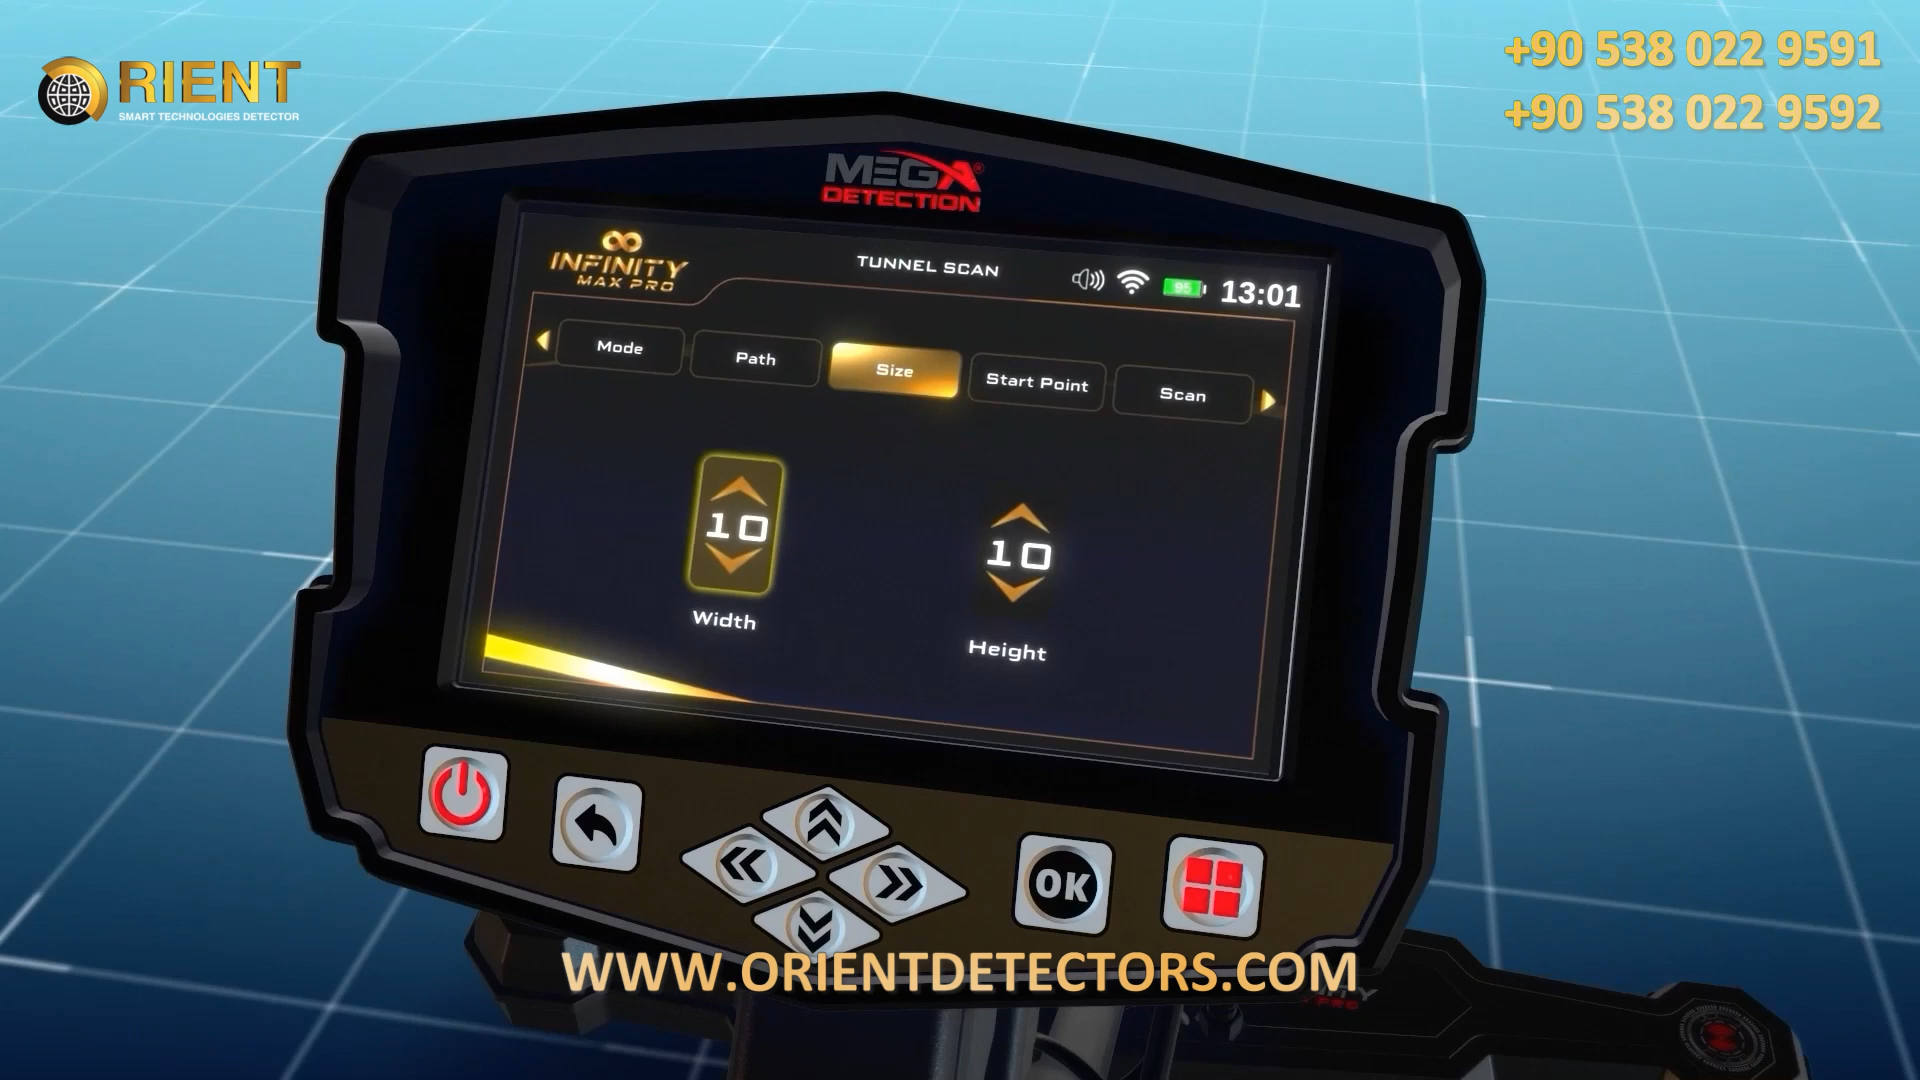 RIENT
SMART TECHNOLOGIES DETECTOR
+90 538 022 9591
+90 538 022 9592
MEGA
DETECTION
INFINITY
MAX PRO
TUNNEL SCAN
95
13:01
Mode
Path
Size
Start Point
Scan
10
Width
10
Height
OK
WWW.ORIENTDETECTORS.COM
PRO